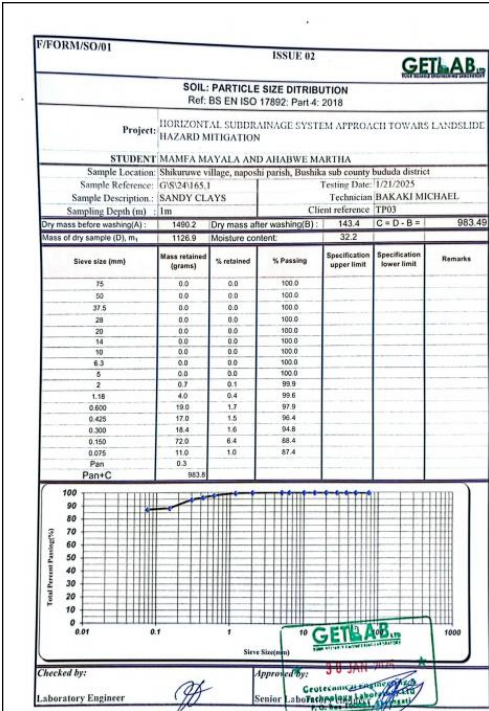 F/FORM/SO/01
ISSUE 02
GETLAB LTD
SOIL: PARTICLE SIZE DITRIBUTION
Ref: BS EN ISO 17892: Part 4: 2018
Project: HORIZONTAL SUBDRAINAGE SYSTEM APPROACH TOWARS LANDSLIDE
HAZARD MITIGATION
STUDENT MAMFA MAYALA AND AHABWE MARTHA
Sample Location: Shikuruwe village, naposhi parish, Bushika sub county bududa district
Sample Reference: G\S\24\165.1 Testing Date: 1/21/2025
Sample Description.: SANDY CLAYS Technician BAKAKI MICHAEL
Sampling Depth (m) : 1m Client reference TP03
Dry mass before washing(A) : 1490.2 Dry mass after washing(B) : 143.4 C = D - B = 983.49
Mass of dry sample (D), m₁ 1126.9 Moisture content: 32.2
Sieve size (mm) Mass retained (grams) % retained % Passing Specification upper limit Specification lower limit Remarks
75 0.0 0.0 100.0
50 0.0 0.0 100.0
37.5 0.0 0.0 100.0
28 0.0 0.0 100.0
20 0.0 0.0 100.0
14 0.0 0.0 100.0
10 0.0 0.0 100.0
6.3 0.0 0.0 100.0
5 0.0 0.0 100.0
2 0.7 0.1 99.9
1.18 4.0 0.4 99.6
0.600 19.0 1.7 97.9
0.425 17.0 1.5 96.4
0.300 18.4 1.6 94.8
0.150 72.0 6.4 88.4
0.075 11.0 1.0 87.4
Pan 0.3
Pan+C 983.8
Total Percent Passing(%)
100
90
80
70
60
50
40
30
20
10
0
0.01 0.1 1 10 100 1000
Sieve Size(mm)
GETLAB LTD
30 JAN
Geotechnical Engineering &
Technology Laboratory Ltd
Checked by: Approved by:
Laboratory Engineer Senior